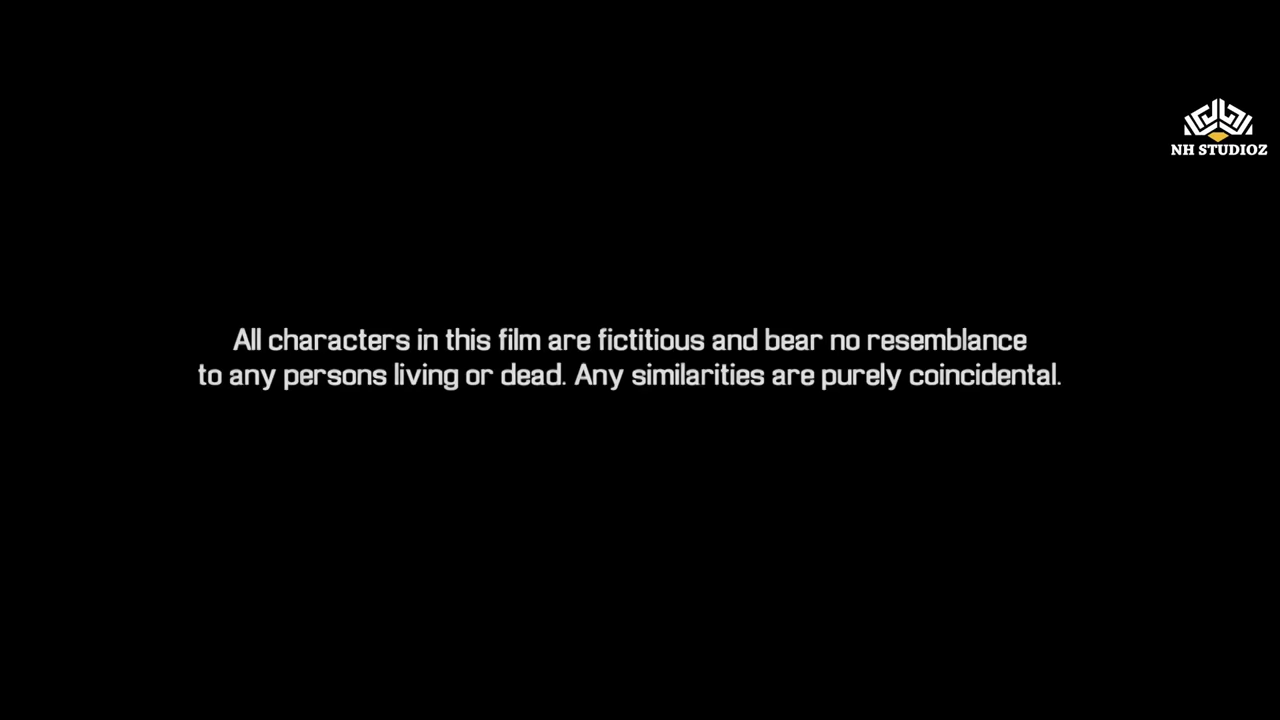 NH STUDIOZ
All characters in this film are fictitious and bear no resemblance
to any persons living or dead. Any similarities are purely coincidental.